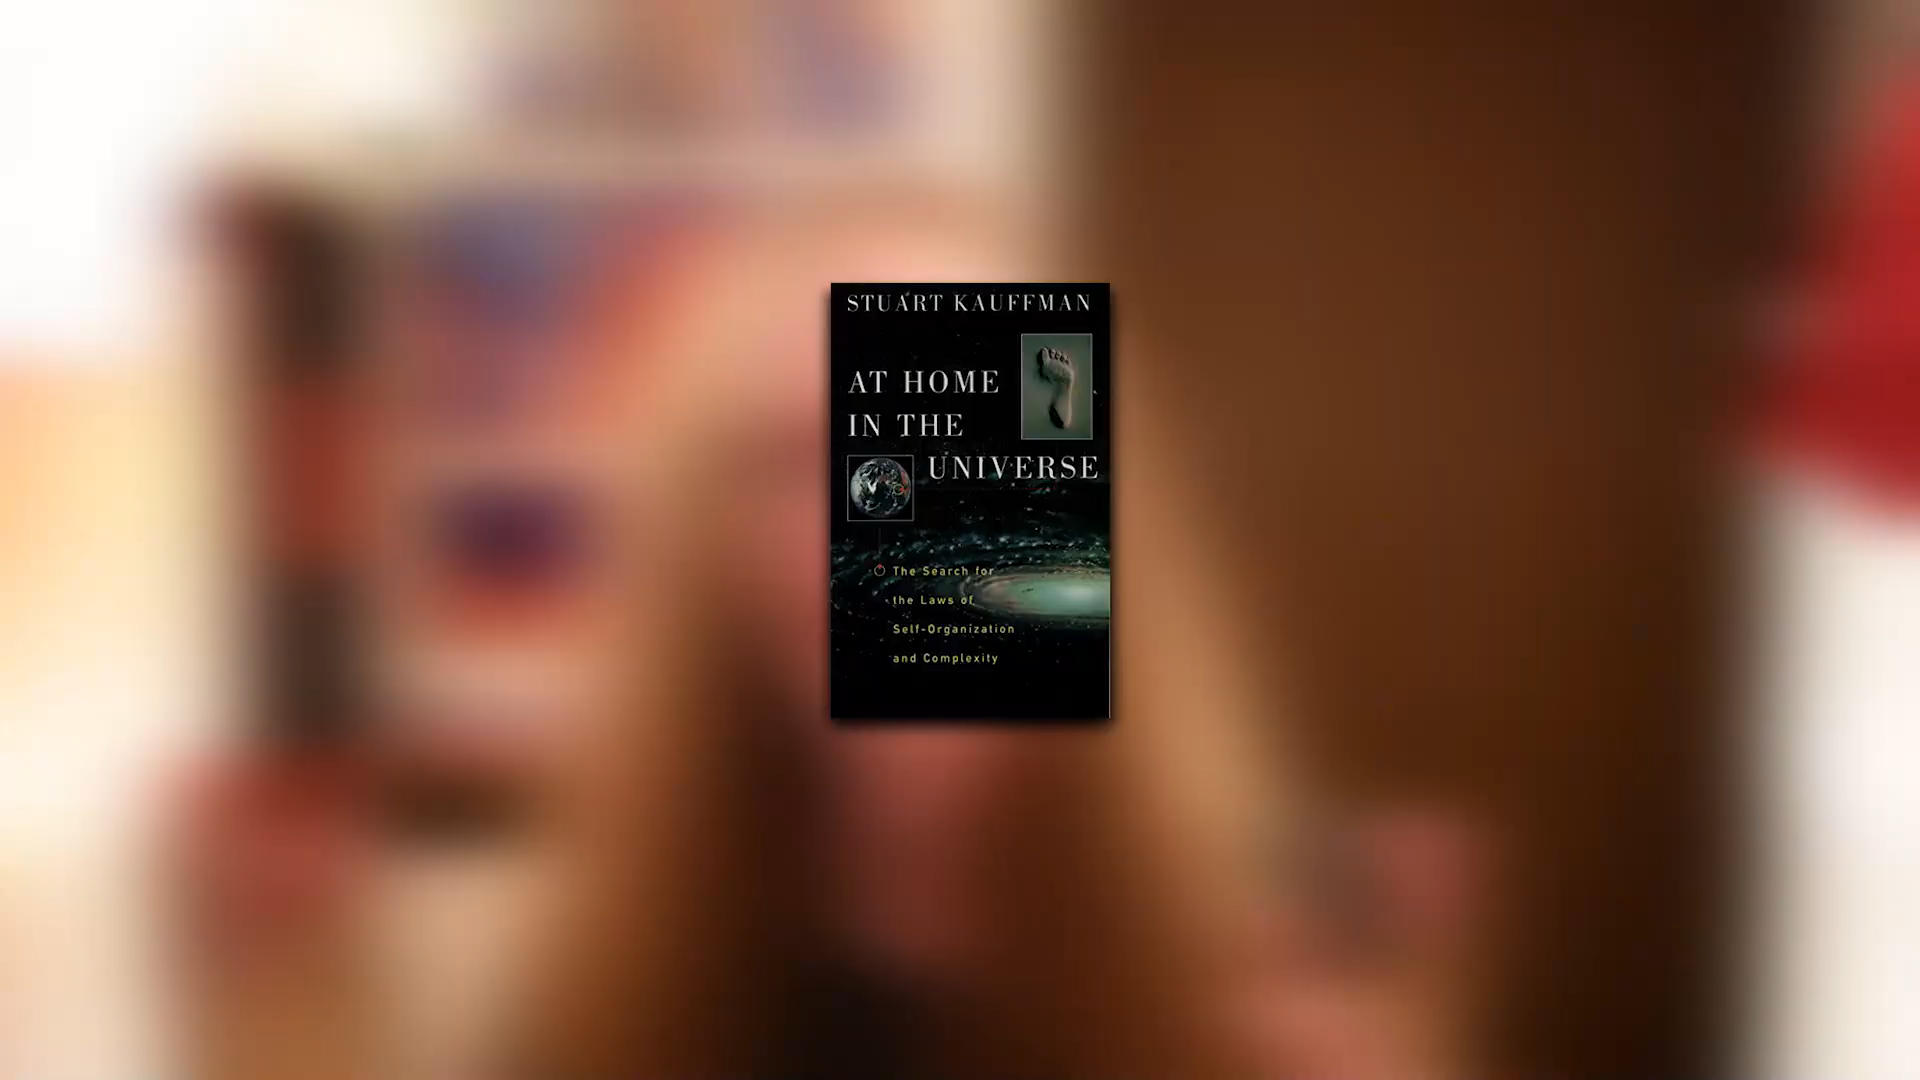 STUART KAUFFMAN
AT HOME
IN THE
UNIVERSE
The Search for
the Laws of
Self-Organization
and Complexity